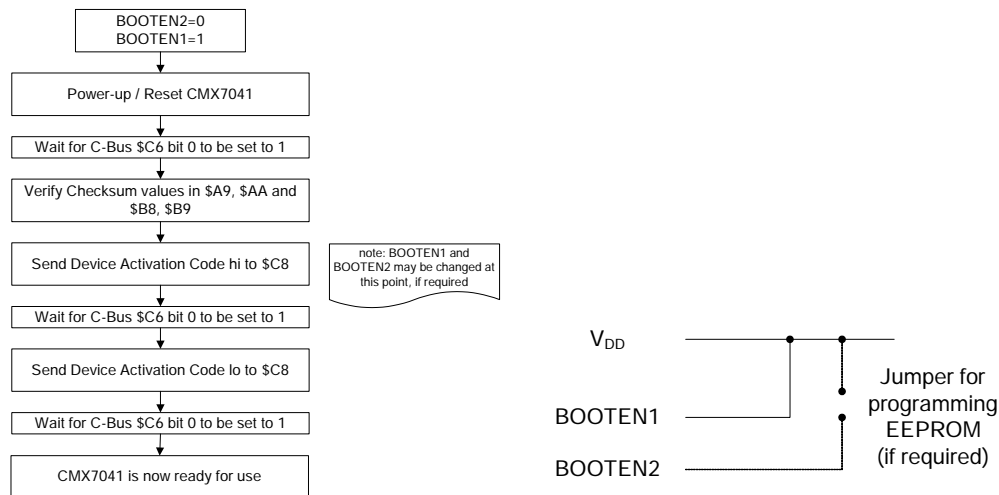 BOOTEN2=0
BOOTEN1=1
Power-up / Reset CMX7041
Wait for C-Bus $C6 bit 0 to be set to 1
Verify Checksum values in $A9, $AA and
$B8, $B9
Send Device Activation Code hi to $C8
note: BOOTEN1 and
BOOTEN2 may be changed at
this point, if required
Wait for C-Bus $C6 bit 0 to be set to 1
Send Device Activation Code lo to $C8
Wait for C-Bus $C6 bit 0 to be set to 1
CMX7041 is now ready for use
VDD
BOOTEN1
BOOTEN2
Jumper for
programming
EEPROM
(if required)